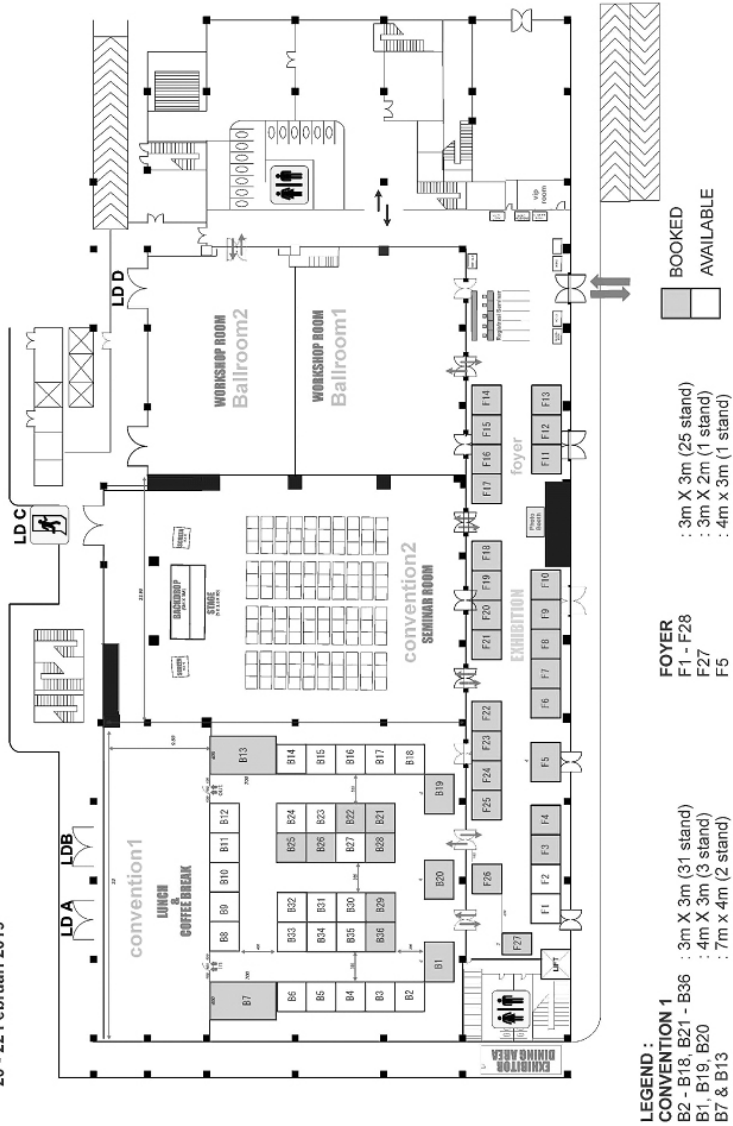 20 - 22 Februari
LD A
LDB
LD C
LD D
convention1
LUNCH
&
COFFEE BREAK
BACKDROP
STAGE
convention2
SEMINAR ROOM
WORKSHOP ROOM
Ballroom2
WORKSHOP ROOM
Ballroom1
B7
B8
B9
B10
B11
B12
B13
B6
B33
B32
B25
B24
B14
B5
B34
B31
B26
B23
B15
B4
B35
B30
B27
B22
B16
B3
B36
B29
B28
B21
B17
B2
B18
B1
B20
B19
F26
F25
F24
F23
F22
F21
F20
F19
F18
F17
F16
F15
F14
F27
foyer
EXHIBITION
Photo
Booth
F1
F2
F3
F4
F5
F6
F7
F8
F9
F10
F11
F12
F13
vip
room
LIFT
EXHIBITOR
DINING AREA
LEGEND :
CONVENTION 1
B2 - B18, B21 - B36 : 3m X 3m (31 stand)
B1, B19, B20 : 4m X 3m (3 stand)
B7 & B13 : 7m x 4m (2 stand)
FOYER
F1 - F28 : 3m X 3m (25 stand)
F27 : 3m X 2m (1 stand)
F5 : 4m x 3m (1 stand)
BOOKED
AVAILABLE